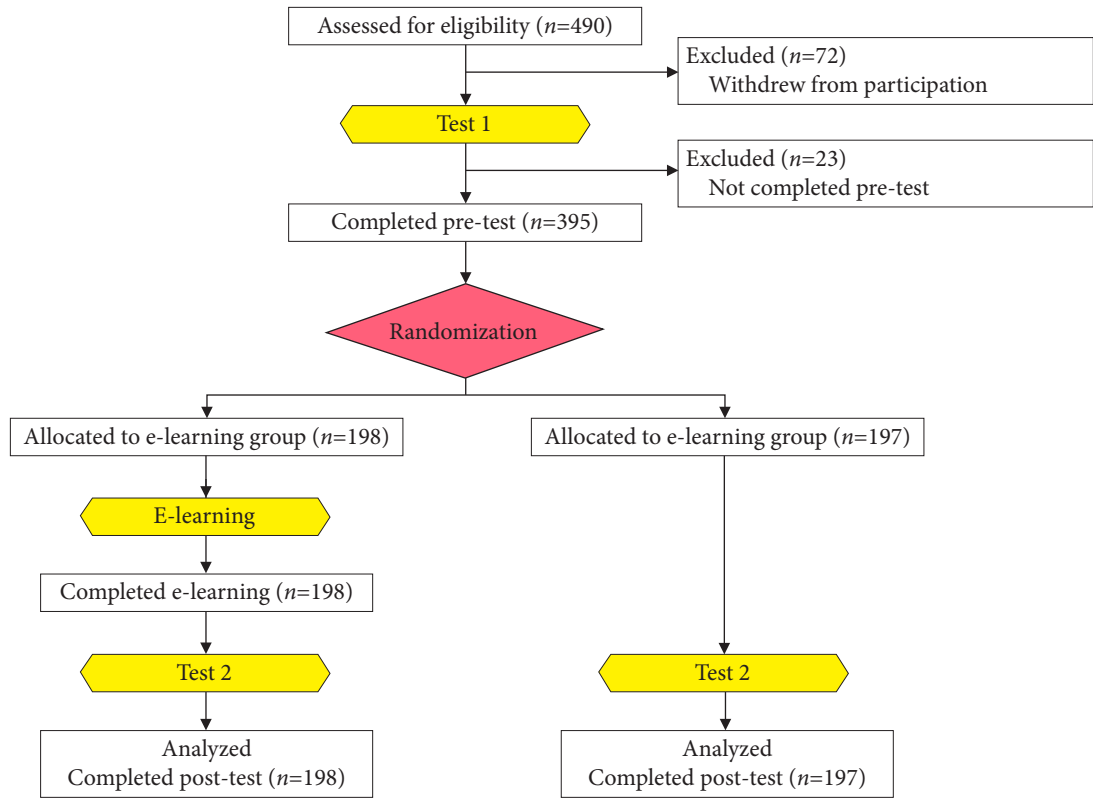 Assessed for eligibility (n=490)
Excluded (n=72)
Withdrew from participation
Test 1
Excluded (n=23)
Not completed pre-test
Completed pre-test (n=395)
Randomization
Allocated to e-learning group (n=198)
Allocated to e-learning group (n=197)
E-learning
Completed e-learning (n=198)
Test 2
Test 2
Analyzed
Completed post-test (n=198)
Analyzed
Completed post-test (n=197)